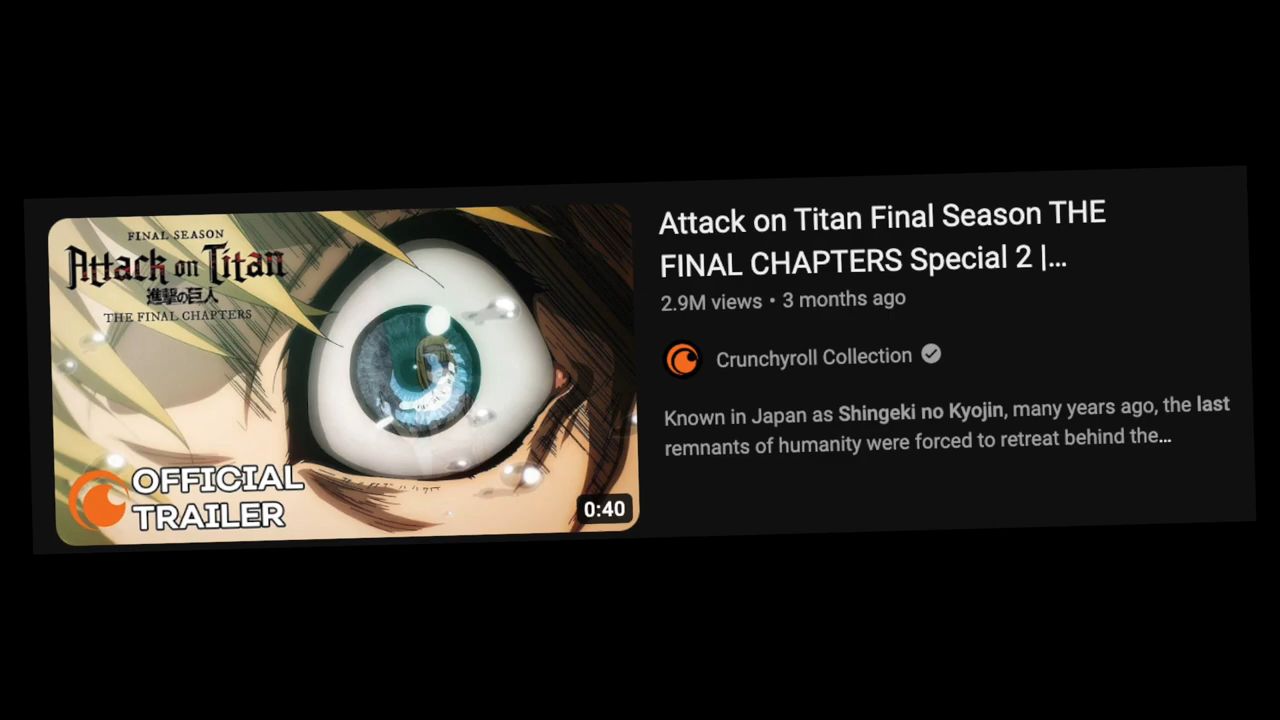 FINAL SEASON
Attack on Titan
進撃の巨人
THE FINAL CHAPTERS
OFFICIAL
TRAILER
0:40
Attack on Titan Final Season THE
FINAL CHAPTERS Special 2 |...
2.9M views • 3 months ago
Crunchyroll Collection
Known in Japan as Shingeki no Kyojin, many years ago, the last
remnants of humanity were forced to retreat behind the...